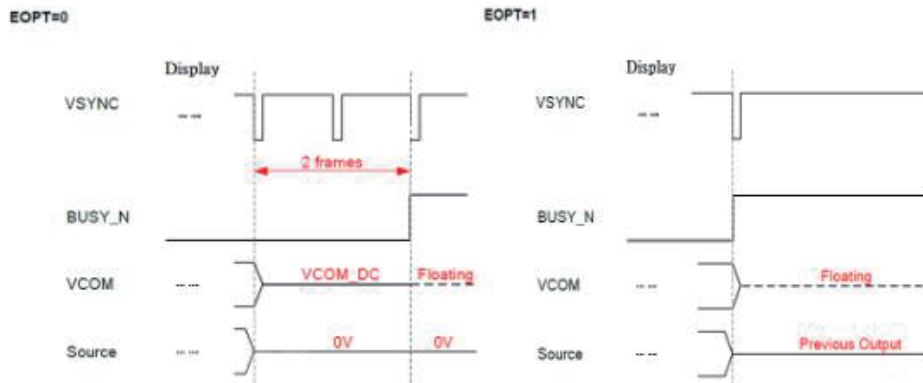 EOPT=0
Display
VSYNC
2 frames
BUSY_N
VCOM
VCOM_DC
Floating
Source
0V
0V
EOPT=1
Display
VSYNC
BUSY_N
VCOM
Floating
Source
Previous Output